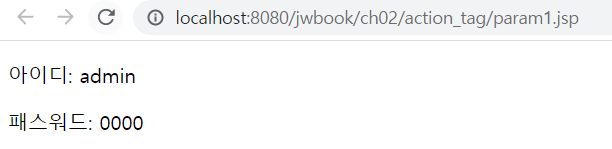 localhost:8080/jwbook/ch02/action_tag/param1.jsp
아이디: admin
패스워드: 0000